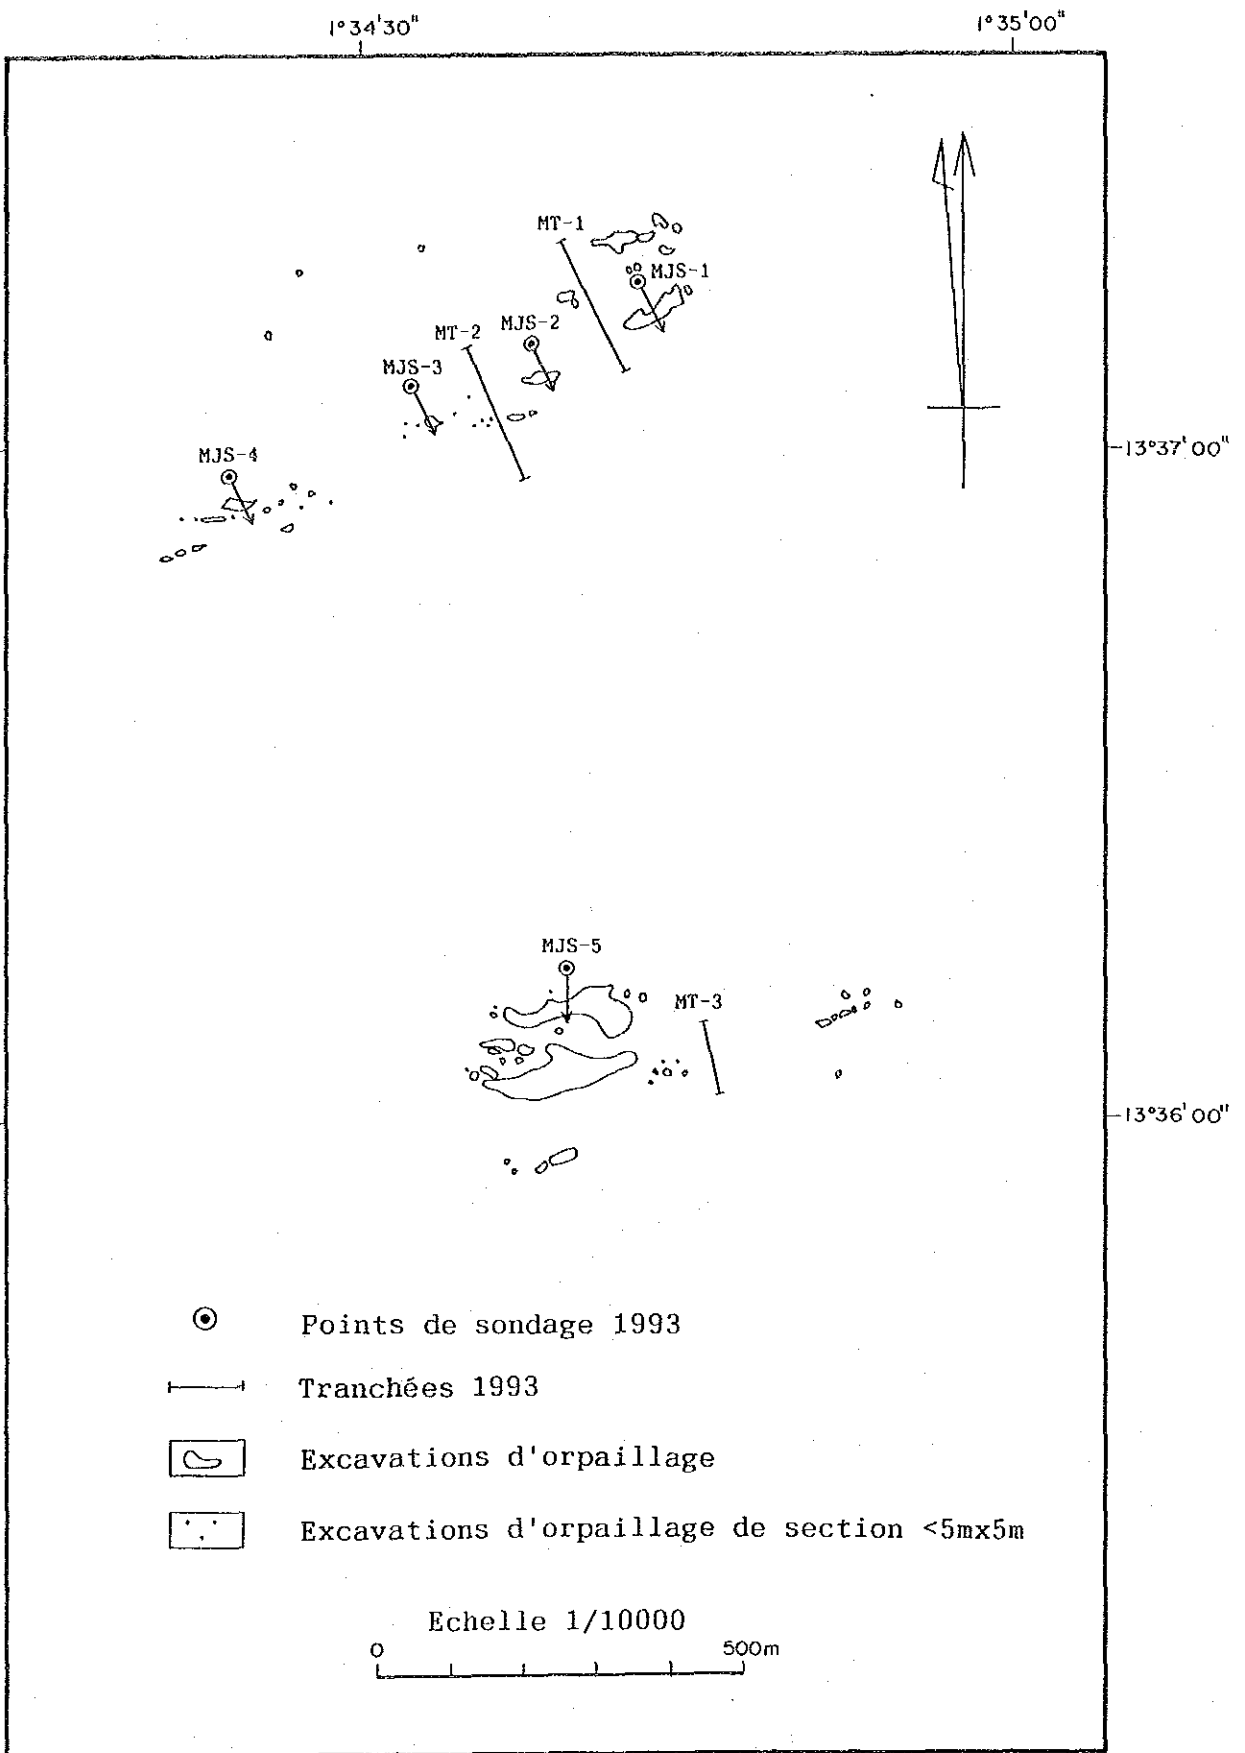 1°34'30"
1°35'00"
MT-1
MJS-1
MJS-2
MT-2
MJS-3
13°37'00"
MJS-4
MJS-5
MT-3
13°36'00"
Points de sondage 1993
Tranchées 1993
Excavations d'orpaillage
Excavations d'orpaillage de section <5mx5m
Echelle 1/10000
0 500m